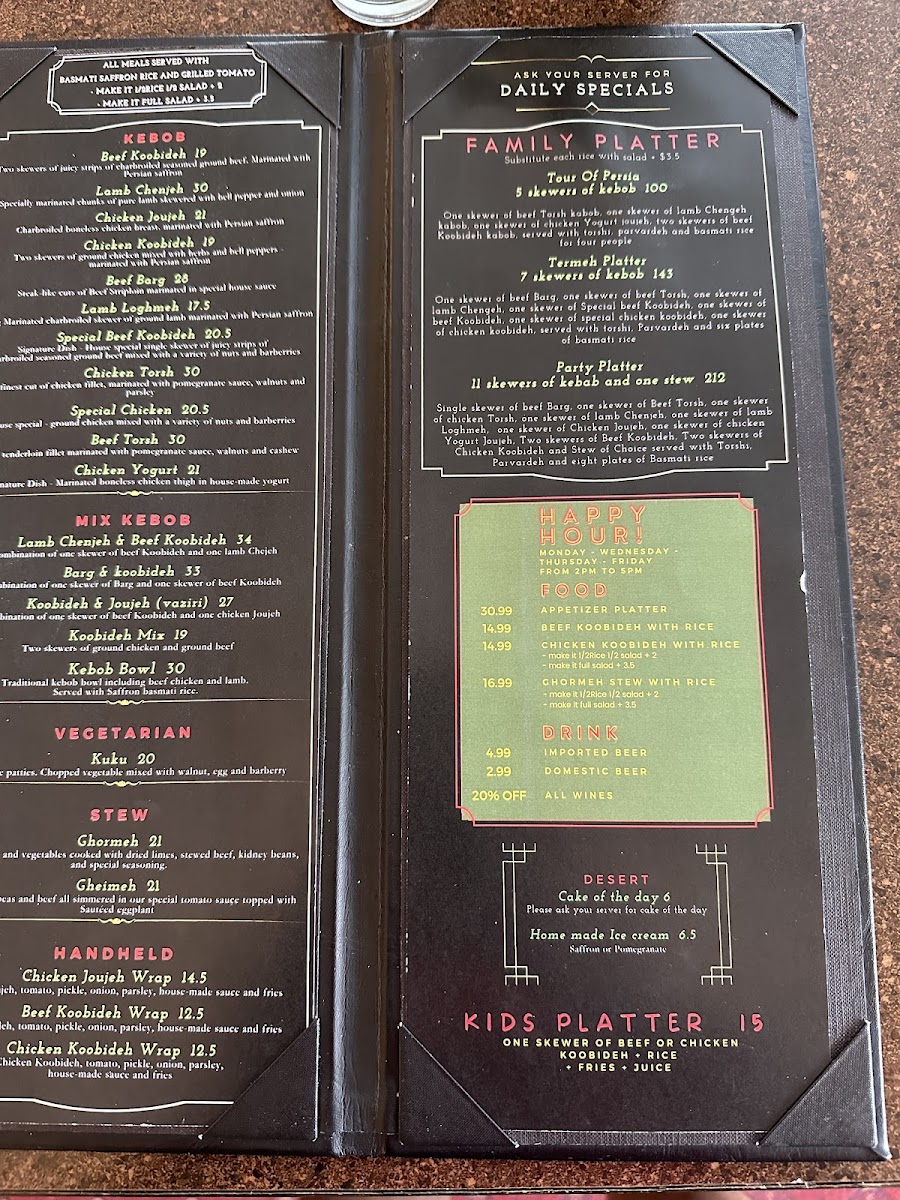 ALL MEALS SERVED WITH
BASMATI SAFFRON RICE AND GRILLED TOMATO
- MAKE IT 1/2RICE 1/2 SALAD + 2
- MAKE IT FULL SALAD + 3.5
KEBOB
Beef Koobideh 19
Two skewers of juicy strips of charbroiled seasoned ground beef. Marinated with
Persian saffron
Lamb Chenjeh 30
Specially marinated chunks of pure lamb skewered with bell pepper and onion
Chicken Joujeh 21
Charbroiled boneless chicken breast, marinated with Persian saffron
Chicken Koobideh 19
Two skewers of ground chicken mixed with herbs and bell peppers -
marinated with Persian saffron
Beef Barg 28
Steak-like cuts of Beef Striploin marinated in special house sauce
Lamb Loghmeh 17.5
Marinated charbroiled skewer of ground lamb marinated with Persian saffron
Special Beef Koobideh 20.5
Signature Dish - House special single skewer of juicy strips of
charbroiled seasoned ground beef mixed with a variety of nuts and barberries
Chicken Torsh 30
finest cut of chicken fillet, marinated with pomegranate sauce, walnuts and
parsley
Special Chicken 20.5
special - ground chicken mixed with a variety of nuts and barberries
Beef Torsh 30
tenderloin fillet marinated with pomegranate sauce, walnuts and cashew
Chicken Yogurt 21
Dish - Marinated boneless chicken thigh in house-made yogurt
MIX KEBOB
Lamb Chenjeh & Beef Koobideh 34
ombination of one skewer of beef Koobideh and one lamb Chejeh
Barg & koobideh 33
bination of one skewer of Barg and one skewer of beef Koobideh
Koobideh & Joujeh (vaziri) 27
bination of one skewer of beef Koobideh and one chicken Joujeh
Koobideh Mix 19
Two skewers of ground chicken and ground beef
Kebob Bowl 30
Traditional kebob bowl including beef chicken and lamb.
Served with Saffron basmati rice.
VEGETARIAN
Kuku 20
patties. Chopped vegetable mixed with walnut, egg and barberry
STEW
Ghormeh 21
and vegetables cooked with dried limes, stewed beef, kidney beans,
and special seasoning.
Gheimeh 21
eas and beef all simmered in our special tomato sauce topped with
Sauteed eggplant
HANDHELD
Chicken Joujeh Wrap 14.5
jeh, tomato, pickle, onion, parsley, house-made sauce and fries
Beef Koobideh Wrap 12.5
deh, tomato, pickle, onion, parsley, house-made sauce and fries
Chicken Koobideh Wrap 12.5
Chicken Koobideh, tomato, pickle, onion, parsley,
house-made sauce and fries
ASK YOUR SERVER FOR
DAILY SPECIALS
FAMILY PLATTER
Substitute each rice with salad + $3.5
Tour Of Persia
5 skewers of kebob 100
One skewer of beef Torsh kabob, one skewer of lamb Chengeh
kabob, one skewer of chicken Yogurt joujeh, two skewers of beef
Koobideh kabob, served with torshi, parvardeh and basmati rice
for four people
Termeh Platter
7 skewers of kebob 143
One skewer of beef Barg, one skewer of beef Torsh, one skewer of
lamb Chengeh, one skewer of Special beef Koobideh, one skewer of
beef Koobideh, one skewer of special chicken koobideh, one skewer
of chicken koobideh, served with torshi, Parvardeh and six plates
of basmati rice
Party Platter
11 skewers of kebab and one stew 212
Single skewer of beef Barg, one skewer of Beef Torsh, one skewer
of chicken Torsh, one skewer of lamb Chenjeh, one skewer of lamb
Loghmeh, one skewer of Chicken Joujeh, one skewer of chicken
Yogurt Joujeh, Two skewers of Beef Koobideh, Two skewers of
Chicken Koobideh and Stew of Choice served with Torshi,
Parvardeh and eight plates of Basmati rice
HAPPY
HOUR!
MONDAY - WEDNESDAY -
THURSDAY - FRIDAY
FROM 2PM TO 5PM
FOOD
30.99 APPETIZER PLATTER
14.99 BEEF KOOBIDEH WITH RICE
14.99 CHICKEN KOOBIDEH WITH RICE
- make it 1/2Rice 1/2 salad + 2
- make it full salad + 3.5
16.99 GHORMEH STEW WITH RICE
- make it 1/2Rice 1/2 salad + 2
- make it full salad + 3.5
DRINK
4.99 IMPORTED BEER
2.99 DOMESTIC BEER
20% OFF ALL WINES
DESERT
Cake of the day 6
Please ask your server for cake of the day
Home made Ice cream 6.5
Saffron or Pomegranate
KIDS PLATTER 15
ONE SKEWER OF BEEF OR CHICKEN
KOOBIDEH + RICE
+ FRIES + JUICE